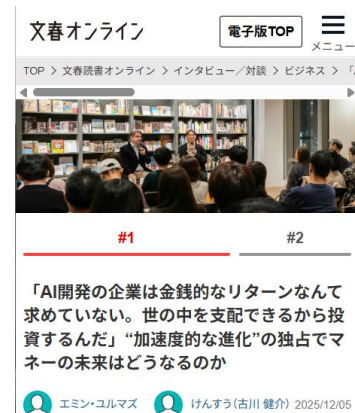 文春オンライン
電子版TOP
メニュー
TOP > 文春読書オンライン > インタビュー/対談 > ビジネス > 「
#1
#2
「AI開発の企業は金銭的なリターンなんて
求めていない。世の中を支配できるから投
資するんだ」“加速度的な進化”の独占でマ
ネーの未来はどうなるのか
エミン・ユルマズ けんすう(古川 健介) 2025/12/05